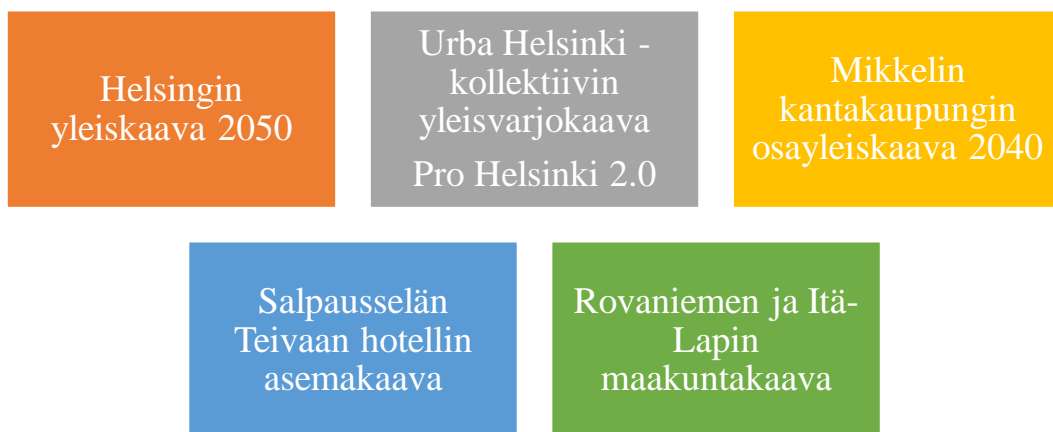 Helsingin
yleiskaava 2050
Urba Helsinki -
kollektiivin
yleisvarjokaava
Pro Helsinki 2.0
Mikkelin
kantakaupungin
osayleiskaava 2040
Salpausselän
Teivaan hotellin
asemakaava
Rovaniemen ja Itä-
Lapin
maakuntakaava